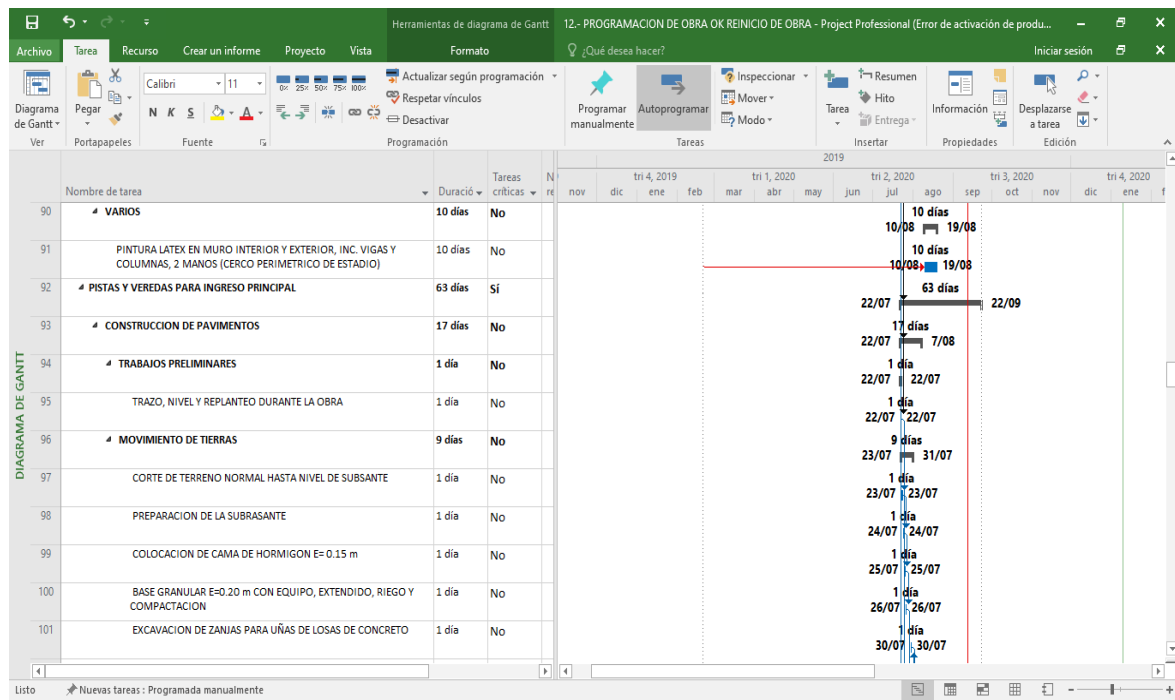 Herramientas de diagrama de Gantt 12.- PROGRAMACION DE OBRA OK REINICIO DE OBRA - Project Professional (Error de activación de produ...
Archivo Tarea Recurso Crear un informe Proyecto Vista Formato ¿Qué desea hacer? Iniciar sesión
Diagrama de Gantt
Pegar
Calibri 11
N K S A
0% 25% 50% 75% 100%
Actualizar según programación
Respetar vínculos
Desactivar
Programar manualmente
Autoprogramar
Inspeccionar
Mover
Modo
Tarea
Resumen
Hito
Entrega
Información
Desplazarse a tarea
Ver Portapapeles Fuente Programación Tareas Insertar Propiedades Edición
2019
tri 4, 2019 tri 1, 2020 tri 2, 2020 tri 3, 2020 tri 4, 2020
Nombre de tarea Duració Tareas críticas N re
nov dic ene feb mar abr may jun jul ago sep oct nov dic ene f
DIAGRAMA DE GANTT
90 VARIOS 10 días No
10 días
10/08 19/08
91 PINTURA LATEX EN MURO INTERIOR Y EXTERIOR, INC. VIGAS Y 10 días No
COLUMNAS, 2 MANOS (CERCO PERIMETRICO DE ESTADIO)
10 días
10/08 19/08
92 PISTAS Y VEREDAS PARA INGRESO PRINCIPAL 63 días Sí
63 días
22/07 22/09
93 CONSTRUCCION DE PAVIMENTOS 17 días No
17 días
22/07 7/08
94 TRABAJOS PRELIMINARES 1 día No
1 día
22/07 22/07
95 TRAZO, NIVEL Y REPLANTEO DURANTE LA OBRA 1 día No
1 día
22/07 22/07
96 MOVIMIENTO DE TIERRAS 9 días No
9 días
23/07 31/07
97 CORTE DE TERRENO NORMAL HASTA NIVEL DE SUBSANTE 1 día No
1 día
23/07 23/07
98 PREPARACION DE LA SUBRASANTE 1 día No
1 día
24/07 24/07
99 COLOCACION DE CAMA DE HORMIGON E= 0.15 m 1 día No
1 día
25/07 25/07
100 BASE GRANULAR E=0.20 m CON EQUIPO, EXTENDIDO, RIEGO Y 1 día No
COMPACTACION
1 día
26/07 26/07
101 EXCAVACION DE ZANJAS PARA UÑAS DE LOSAS DE CONCRETO 1 día No
1 día
30/07 30/07
Listo Nuevas tareas : Programada manualmente